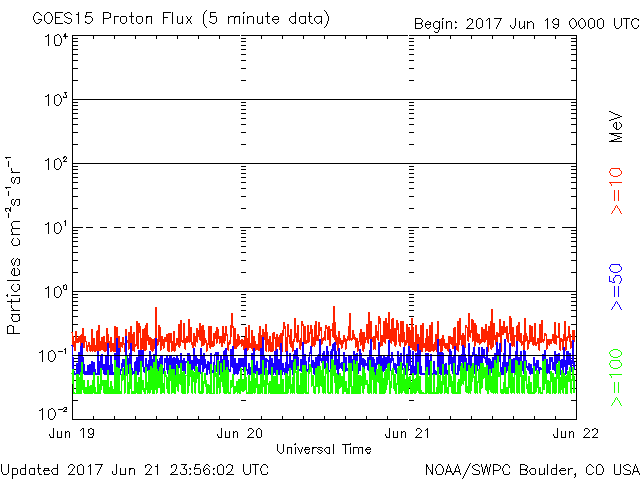 GOES15 Proton Flux (5 minute data)
Begin: 2017 Jun 19 0000 UTC
10⁴
10³
10²
10¹
10⁰
10⁻¹
10⁻²
Particles cm⁻²s⁻¹sr⁻¹
MeV
>=10
>=50
>=100
Jun 19
Jun 20
Jun 21
Jun 22
Universal Time
Updated 2017 Jun 21 23:56:02 UTC
NOAA/SWPC Boulder, CO USA